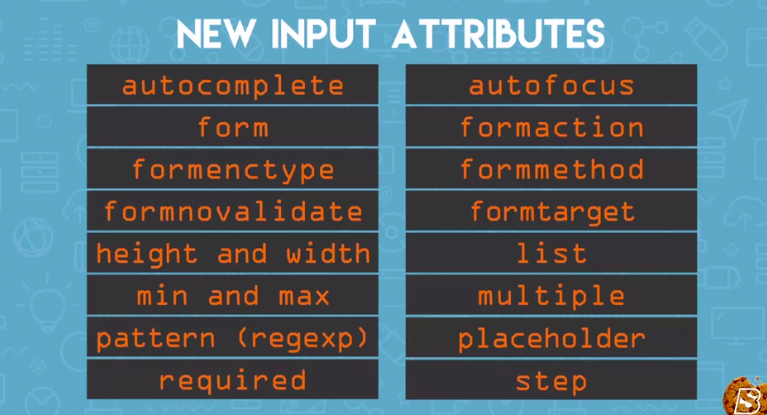 NEW INPUT ATTRIBUTES
autocomplete
autofocus
form
formaction
formenctype
formmethod
formnovalidate
formtarget
height and width
list
min and max
multiple
pattern (regexp)
placeholder
required
step